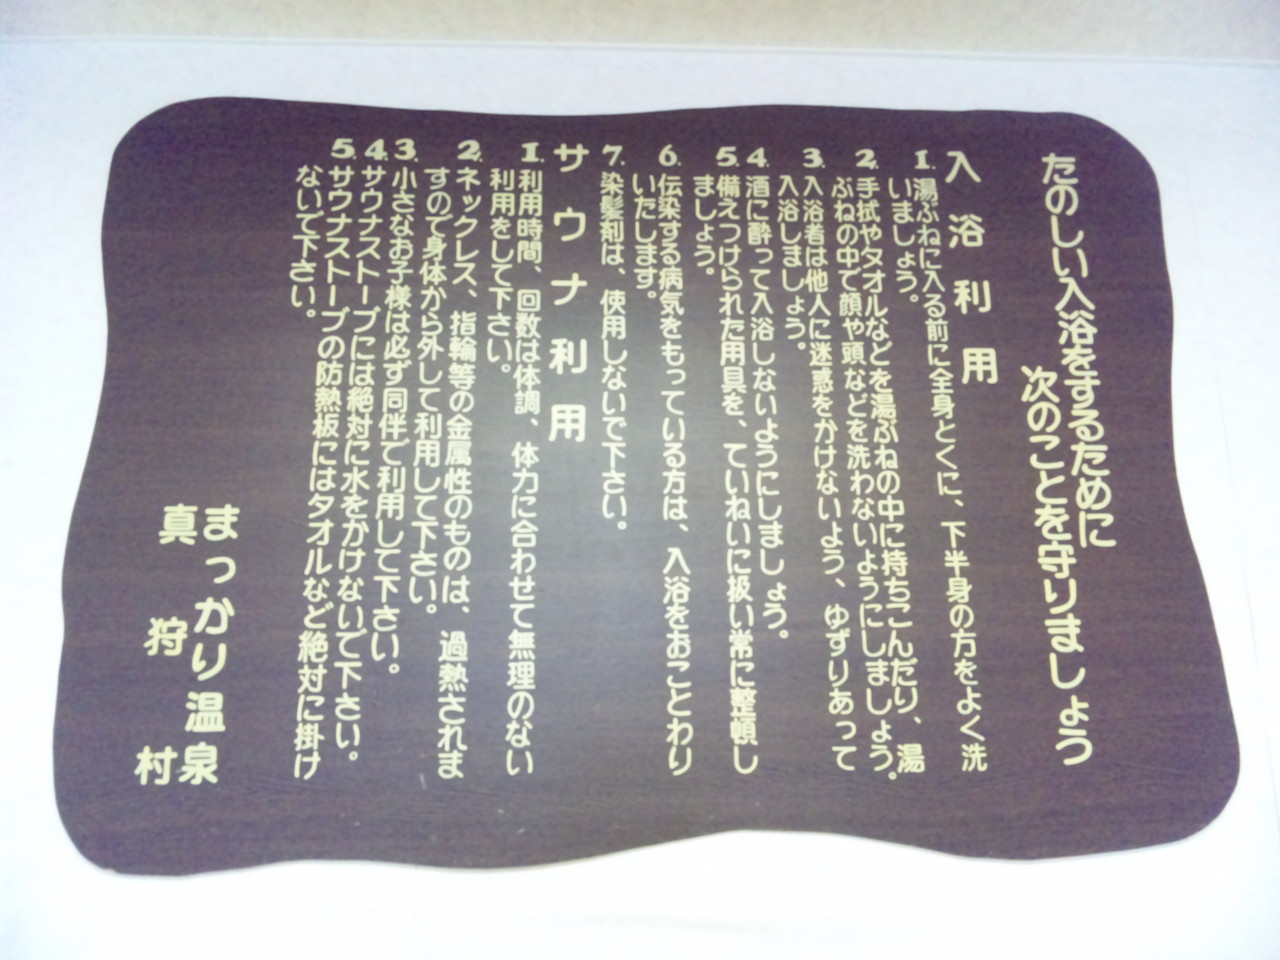 たのしい入浴をするために
次のことを守りましょう
入浴利用
1.湯ぶねに入る前に全身とくに、下半身の方をよく洗
いましょう。
2.手拭やタオルなどを湯ぶねの中に持ちこんだり、湯
ぶねの中で顔や頭などを洗わないようにしましょう。
3.入浴者は他人に迷惑をかけないよう、ゆずりあって
入浴しましょう。
4.酒に酔って入浴しないようにしましょう。
5.備えつけられた用具を、ていねいに扱い常に整頓し
ましょう。
6.伝染する病気をもっている方は、入浴をおことわり
いたします。
7.染髪剤は、使用しないで下さい。
サウナ利用
1.利用時間、回数は体調、体力に合わせて無理のない
利用をして下さい。
2.ネックレス、指輪等の金属性のものは、過熱されま
すので身体から外して利用して下さい。
3.小さなお子様は必ず同伴で利用して下さい。
4.サウナストーブには絶対に水をかけないで下さい。
5.サウナストーブの防熱板にはタオルなど絶対に掛け
ないで下さい。
まっかり温泉
真狩村